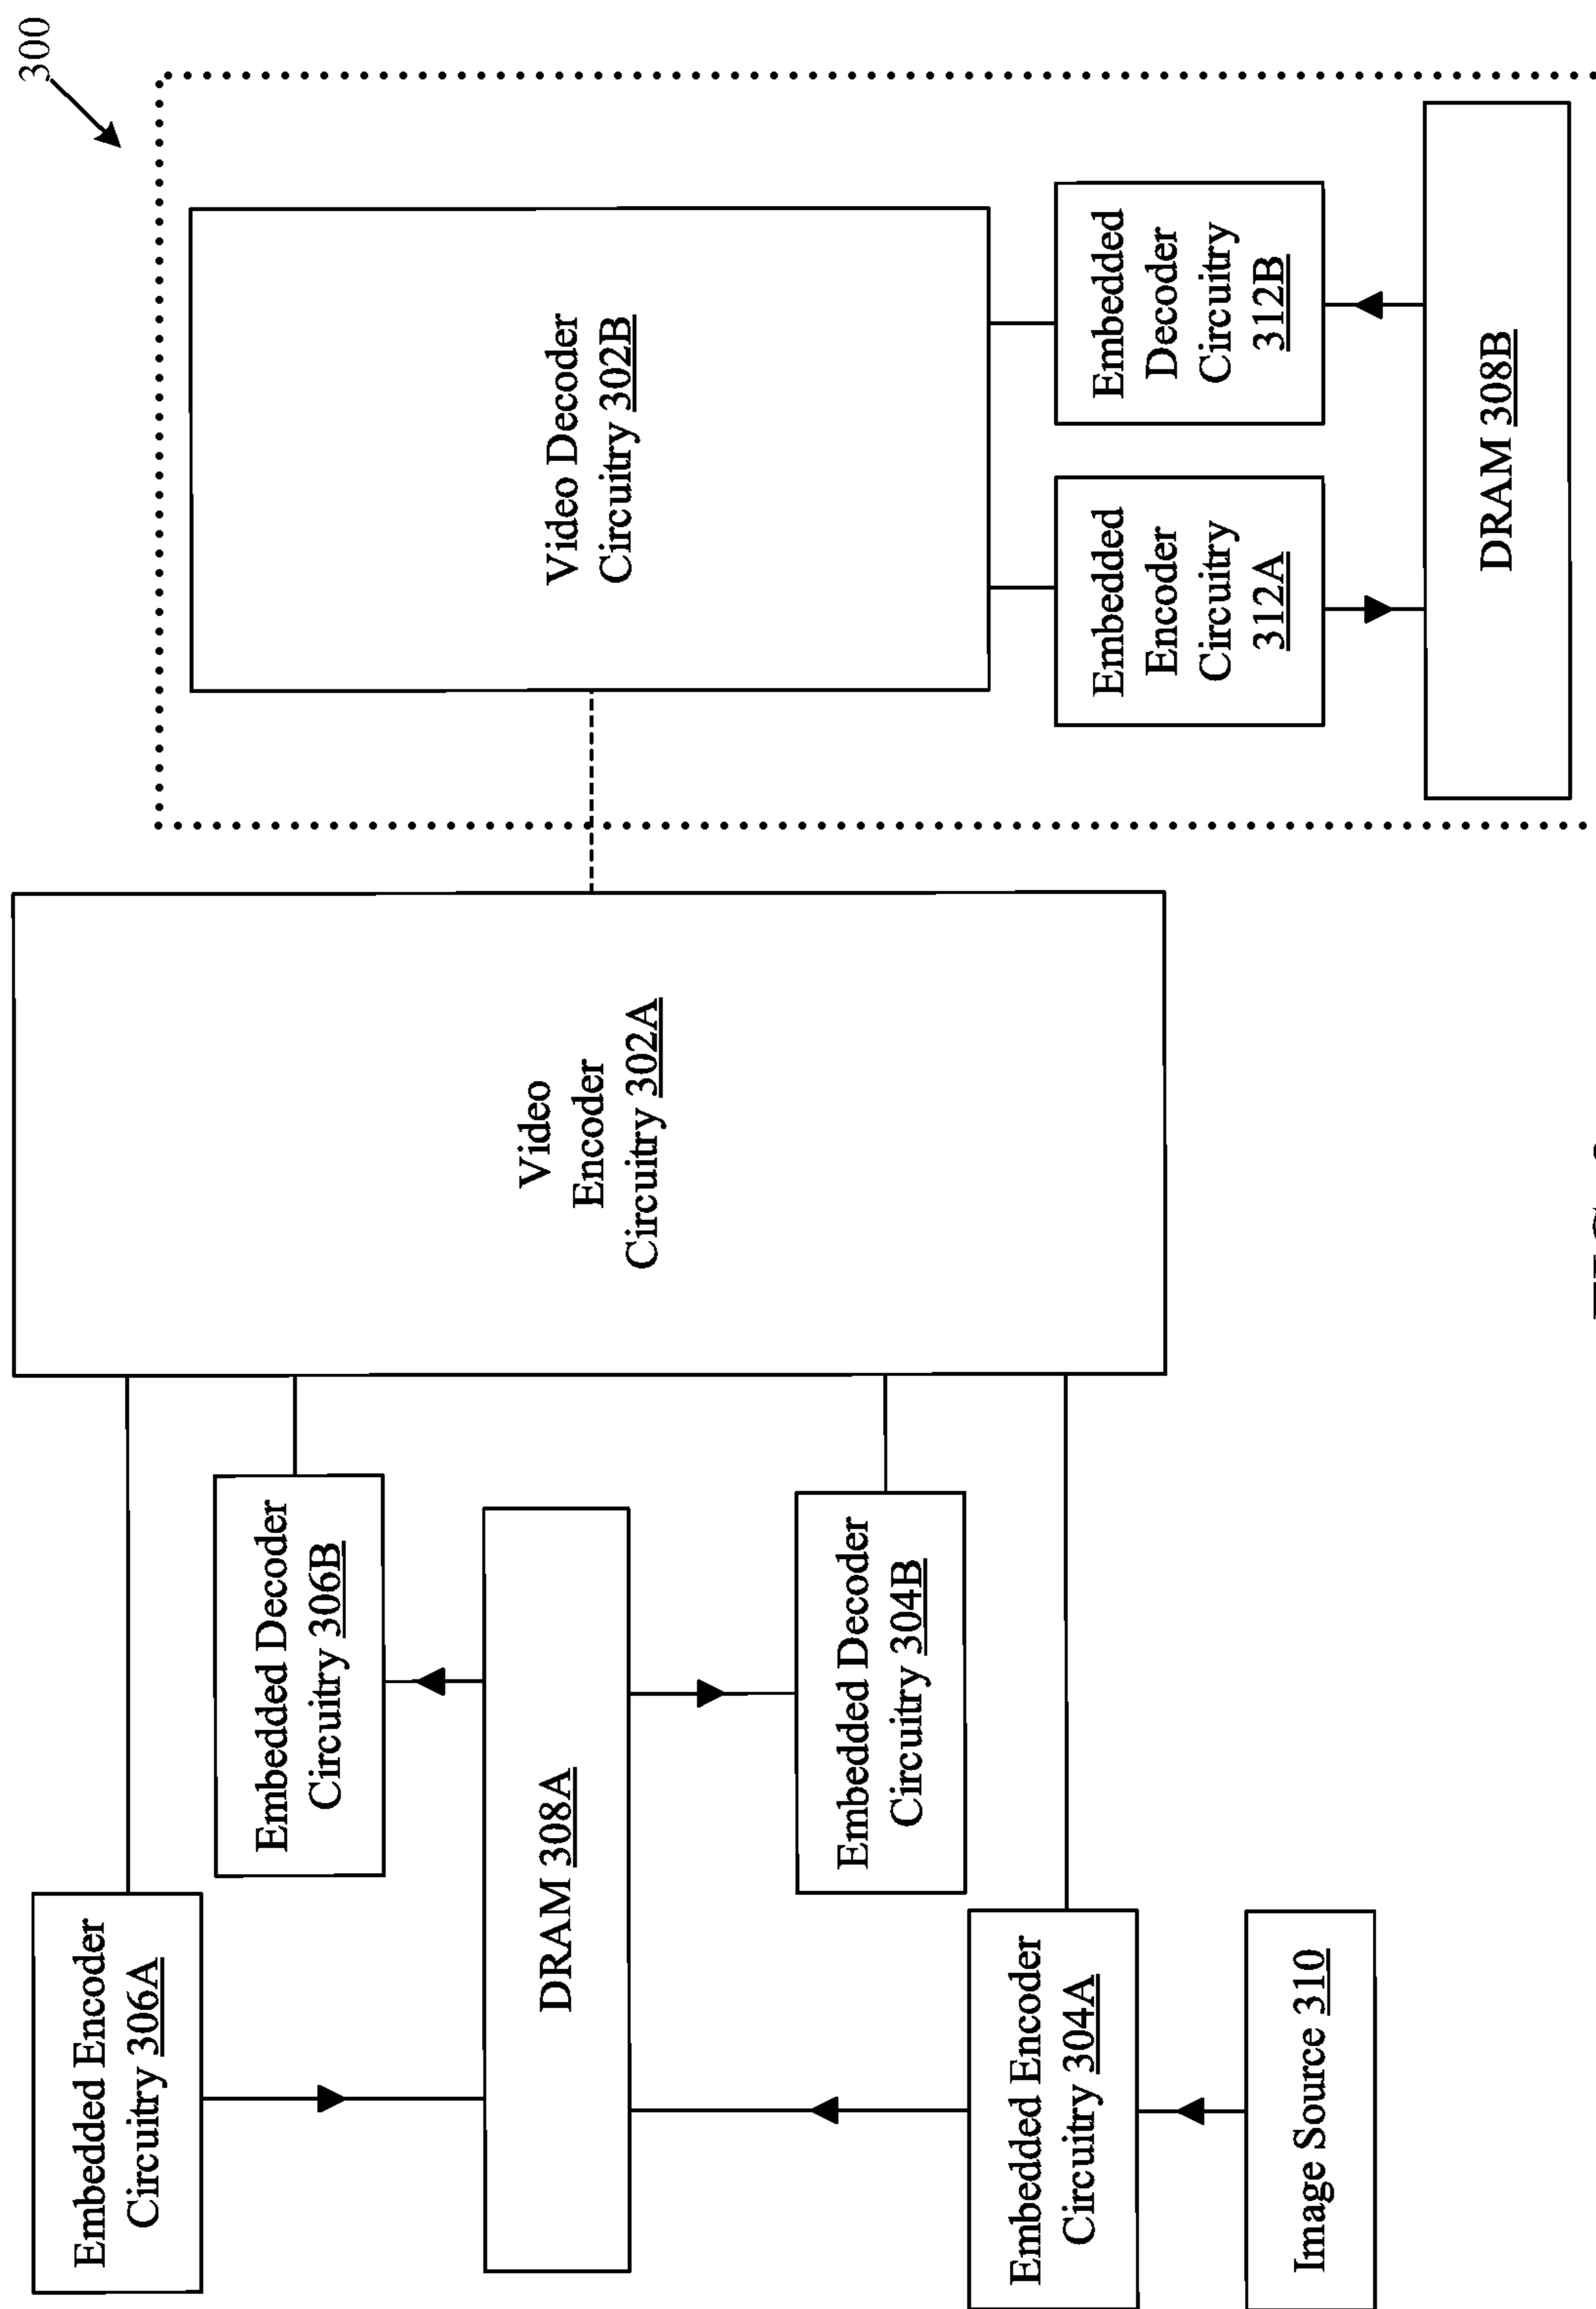 300
Embedded Encoder
Circuitry 306A
Embedded Decoder
Circuitry 306B
DRAM 308A
Embedded Decoder
Circuitry 304B
Embedded Encoder
Circuitry 304A
Image Source 310
Video
Encoder
Circuitry 302A
Video Decoder
Circuitry 302B
Embedded
Encoder
Circuitry
312A
Embedded
Decoder
Circuitry
312B
DRAM 308B